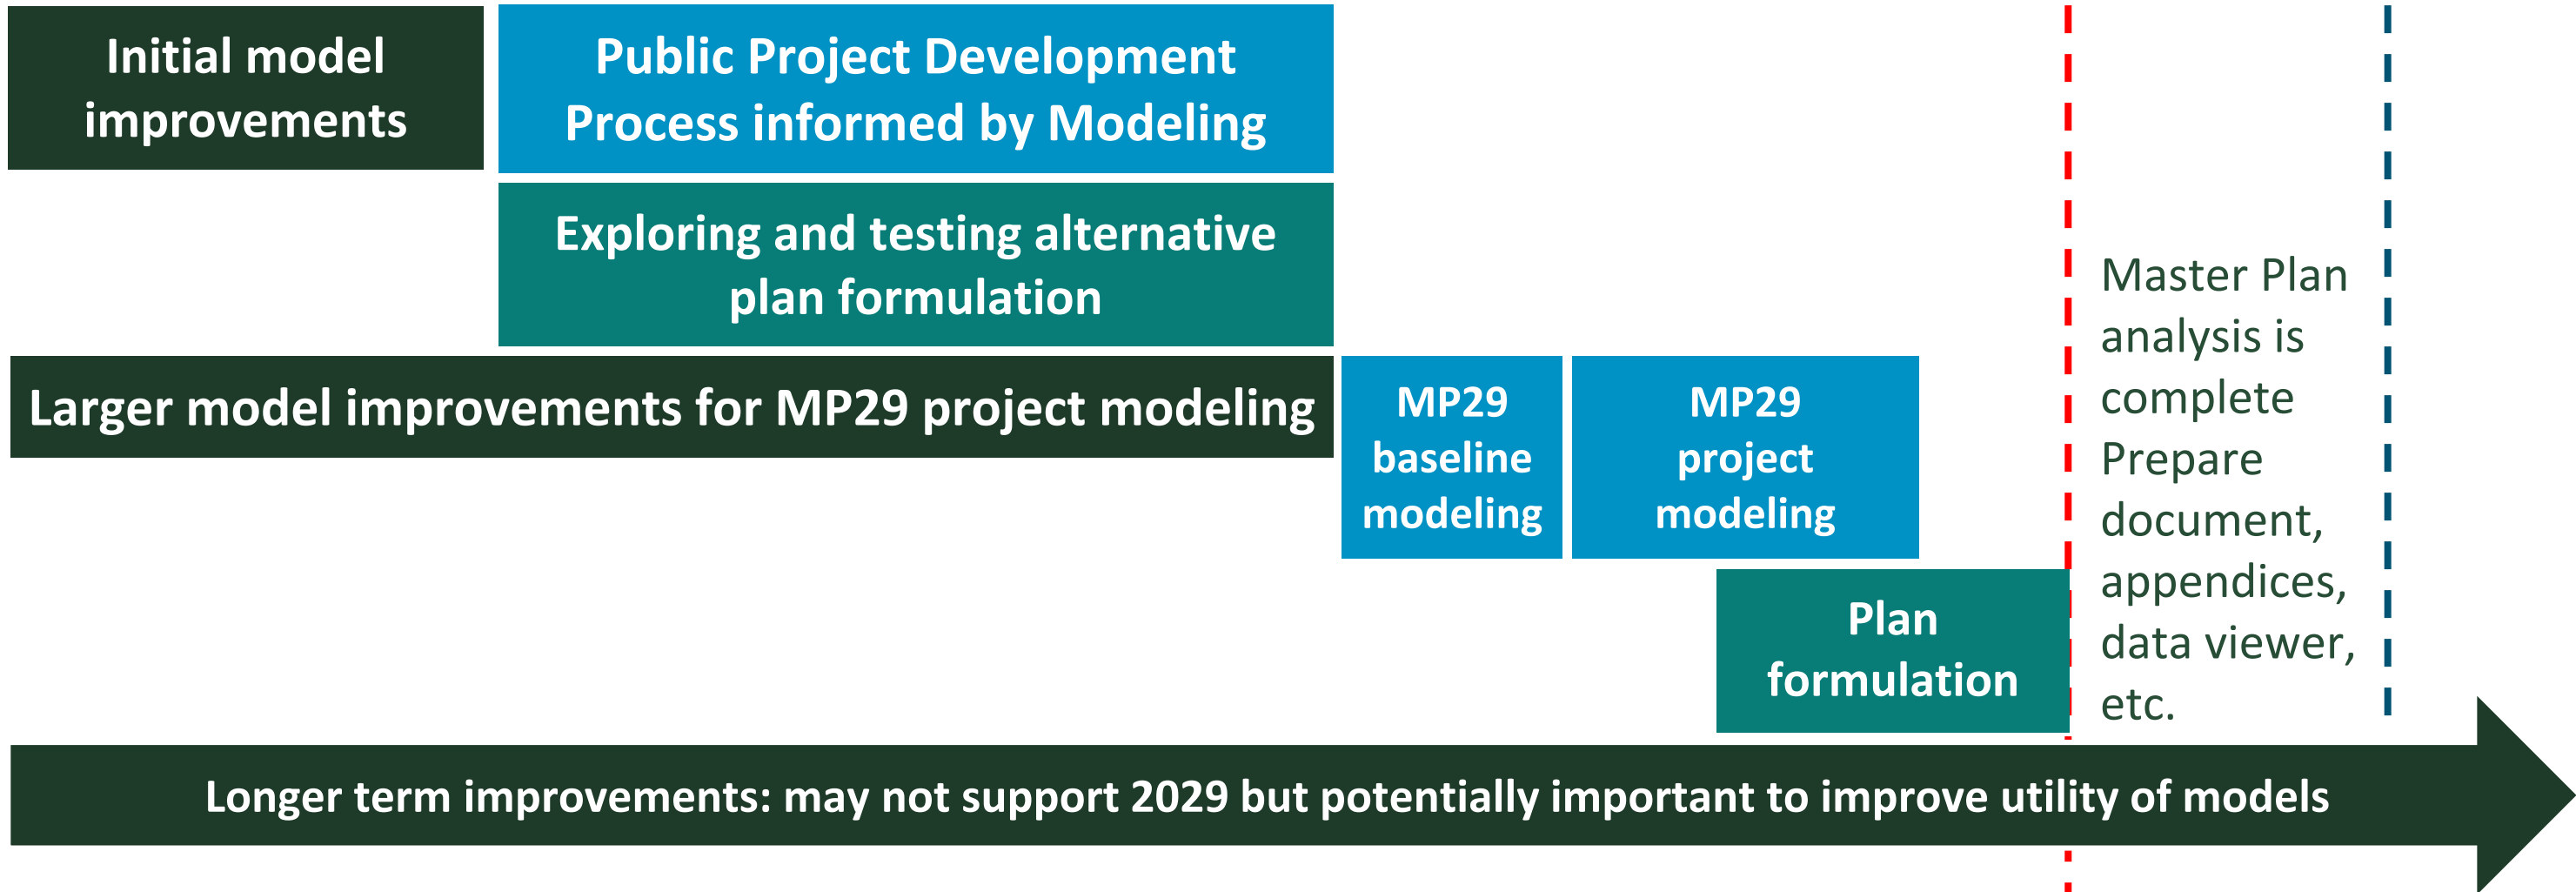 Initial model
improvements
Public Project Development
Process informed by Modeling
Exploring and testing alternative
plan formulation
Larger model improvements for MP29 project modeling
MP29
baseline
modeling
MP29
project
modeling
Plan
formulation
Master Plan
analysis is
complete
Prepare
document,
appendices,
data viewer,
etc.
Longer term improvements: may not support 2029 but potentially important to improve utility of models